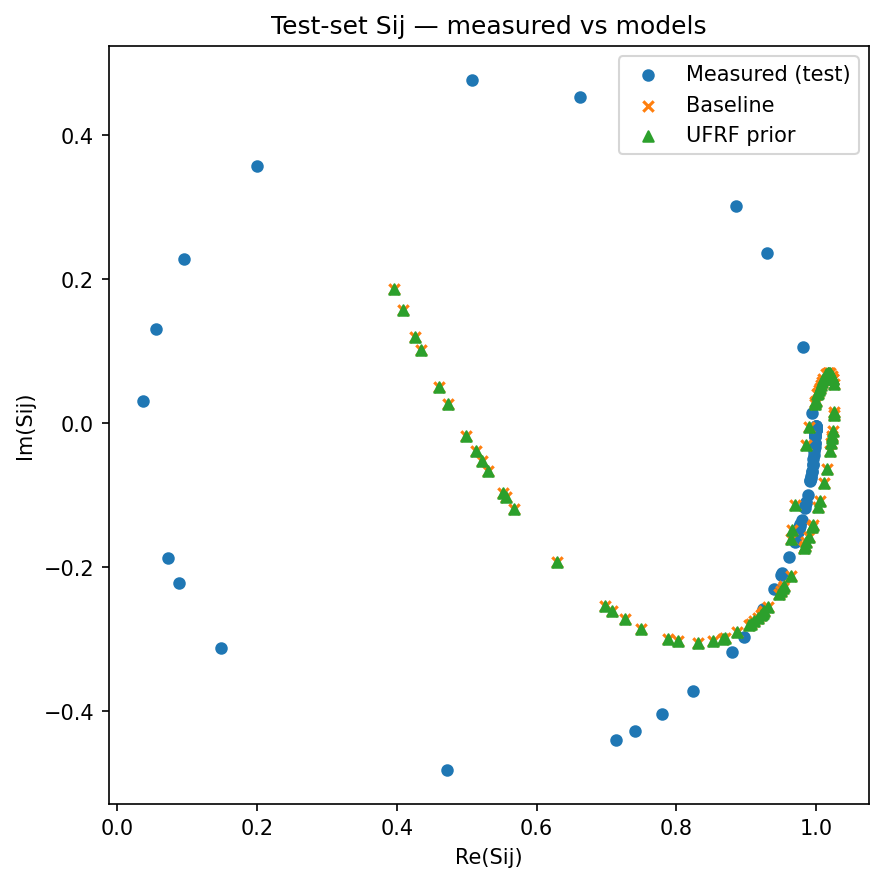 Test-set Sij — measured vs models
Measured (test)
Baseline
UFRF prior
Im(Sij)
0.4
0.2
0.0
−0.2
−0.4
0.0 0.2 0.4 0.6 0.8 1.0
Re(Sij)